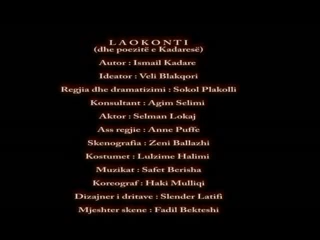 LAOKONTI
(dhe poezitë e Kadaresë)
Autor : Ismail Kadare
Ideator : Veli Blakqori
Regjia dhe dramatizimi : Sokol Plakolli
Konsultant : Agim Selimi
Aktor : Selman Lokaj
Ass regjie : Anne Puffe
Skenografia : Zeni Ballazhi
Kostumet : Lulzime Halimi
Muzikat : Safet Berisha
Koreograf : Haki Mulliqi
Dizajner i dritave : Slender Latifi
Mjeshter skene : Fadil Bekteshi